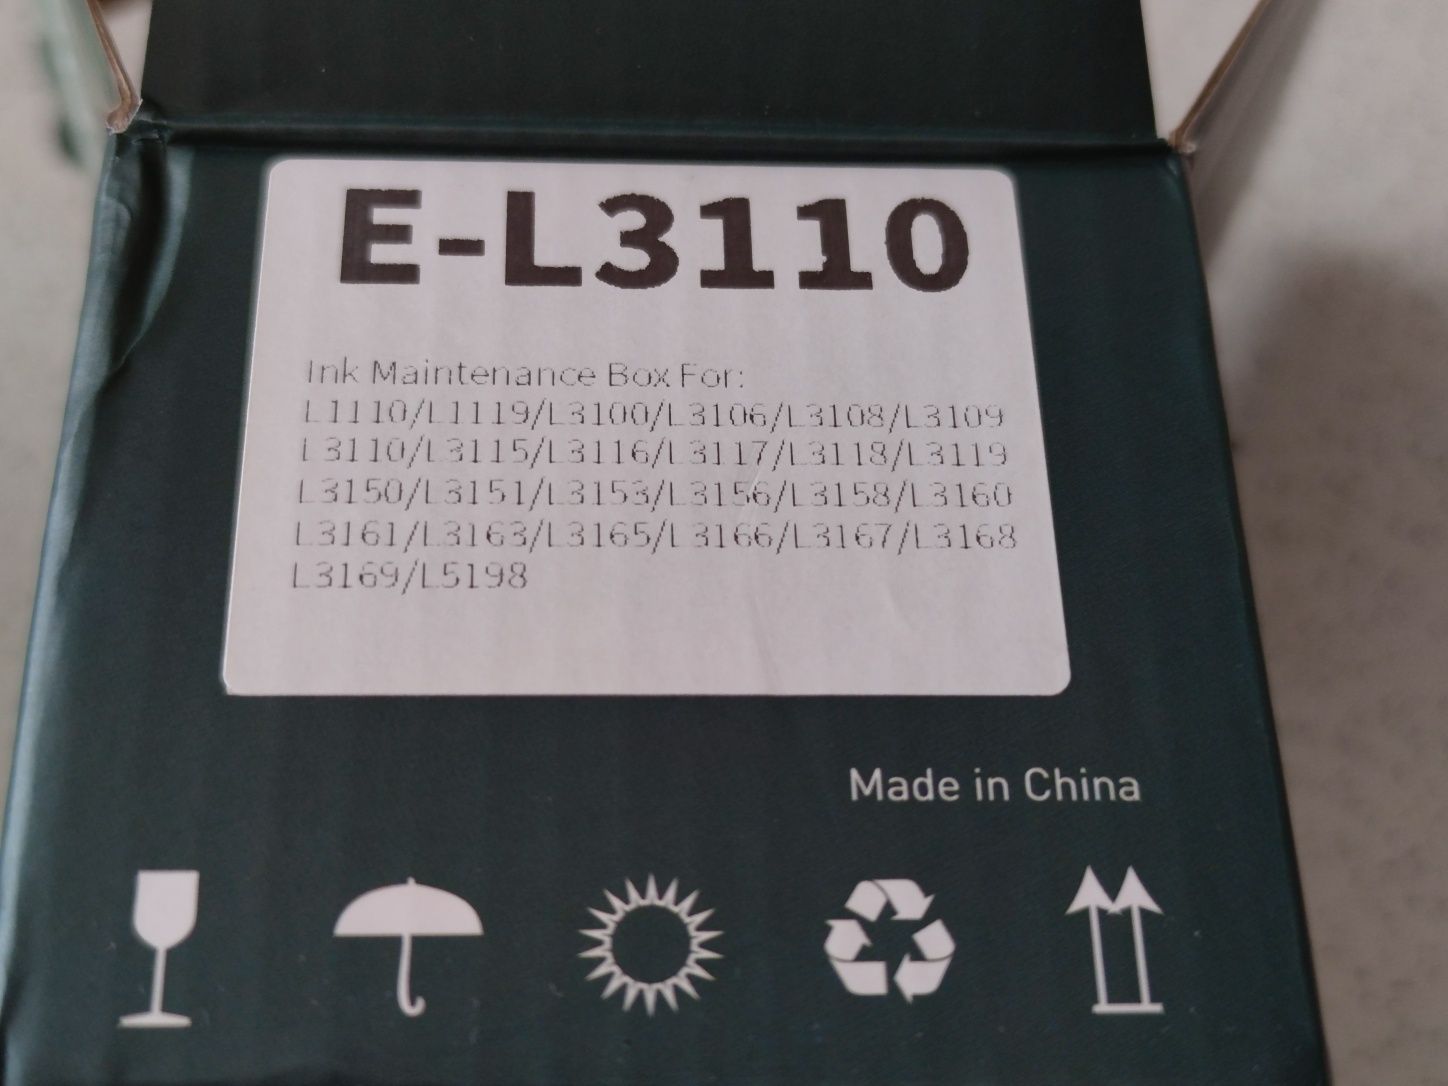 E-L3110
Ink Maintenance Box For:
L1110/L1119/L3100/L3106/L3108/L3109
L3110/L3115/L3116/L3117/L3118/L3119
L3150/L3151/L3153/L3156/L3158/L3160
L3161/L3163/L3165/L3166/L3167/L3168
L3169/L5198
Made in China